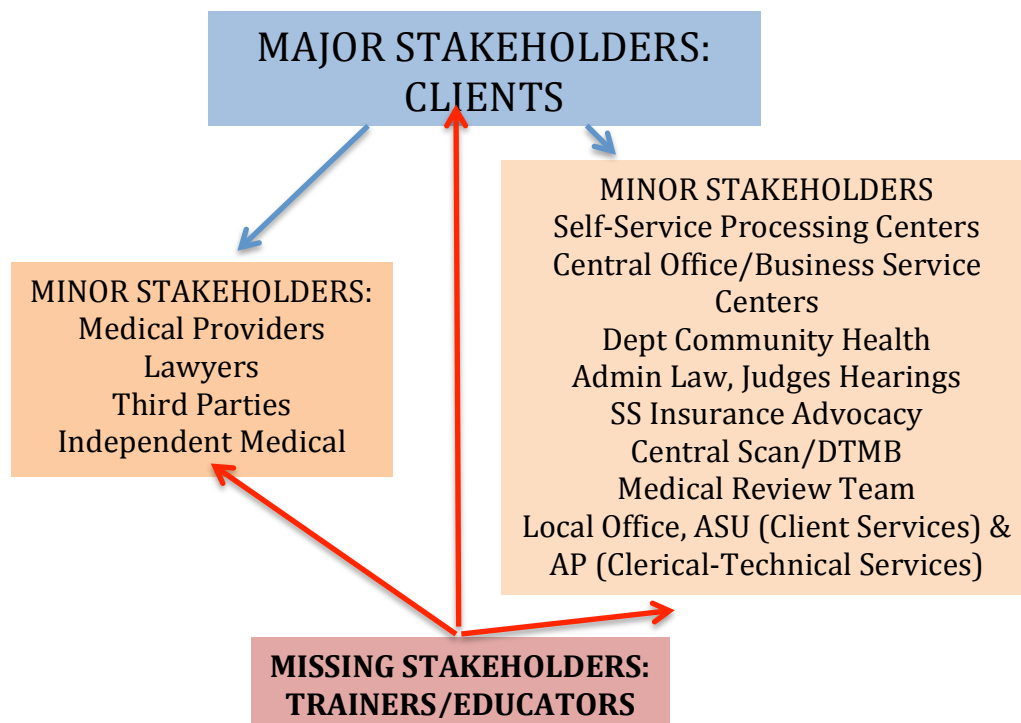 MAJOR STAKEHOLDERS:
CLIENTS
MINOR STAKEHOLDERS:
Medical Providers
Lawyers
Third Parties
Independent Medical
MINOR STAKEHOLDERS
Self-Service Processing Centers
Central Office/Business Service
Centers
Dept Community Health
Admin Law, Judges Hearings
SS Insurance Advocacy
Central Scan/DTMB
Medical Review Team
Local Office, ASU (Client Services) &
AP (Clerical-Technical Services)
MISSING STAKEHOLDERS:
TRAINERS/EDUCATORS